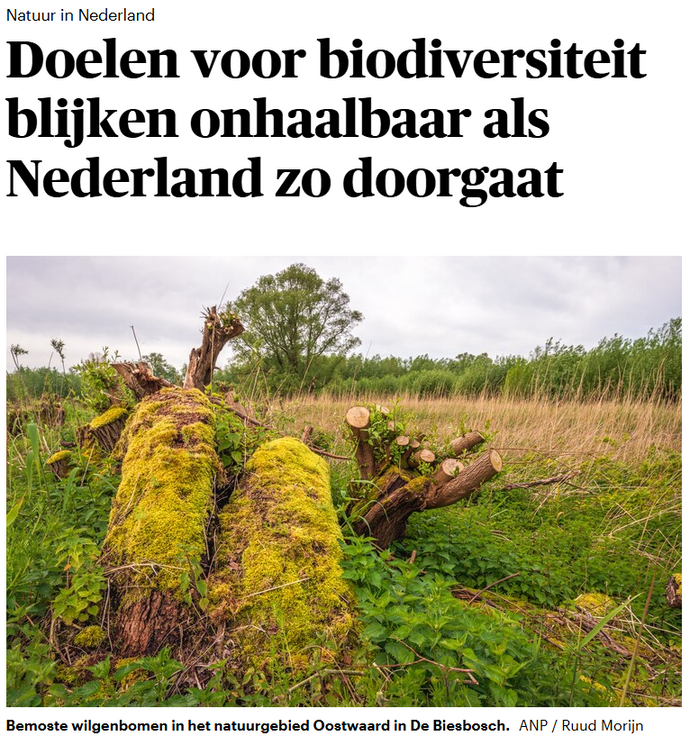 Natuur in Nederland
Doelen voor biodiversiteit
blijken onhaalbaar als
Nederland zo doorgaat
Bemoste wilgenbomen in het natuurgebied Oostwaard in De Biesbosch. ANP / Ruud Morijn